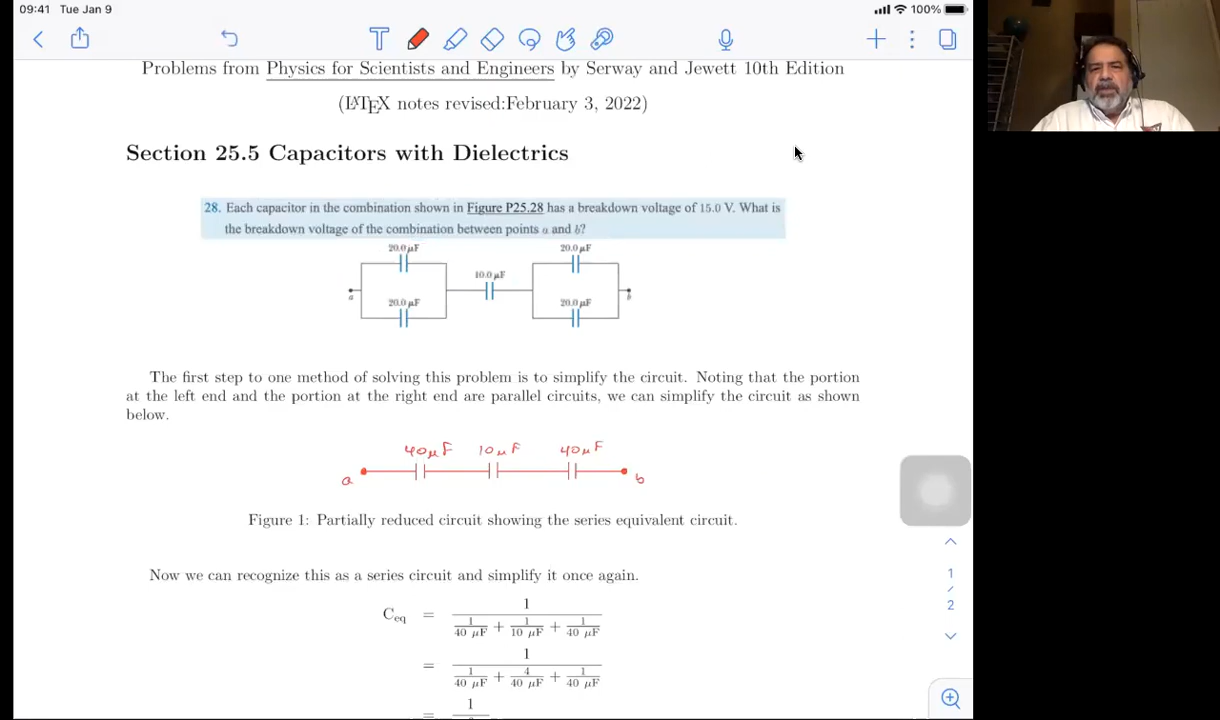 09:41 Tue Jan 9
100%
Problems from Physics for Scientists and Engineers by Serway and Jewett 10th Edition
(LATEX notes revised:February 3, 2022)
Section 25.5 Capacitors with Dielectrics
28. Each capacitor in the combination shown in Figure P25.28 has a breakdown voltage of 15.0 V. What is
the breakdown voltage of the combination between points a and b?
20.0 μF 20.0 μF
10.0 μF
a b
20.0 μF 20.0 μF
The first step to one method of solving this problem is to simplify the circuit. Noting that the portion
at the left end and the portion at the right end are parallel circuits, we can simplify the circuit as shown
below.
40μF 10μF 40μF
a b
Figure 1: Partially reduced circuit showing the series equivalent circuit.
Now we can recognize this as a series circuit and simplify it once again.
1
Ceq = 1/40 μF + 1/10 μF + 1/40 μF
1
= 1/40 μF + 4/40 μF + 1/40 μF
1
=
1
/
2